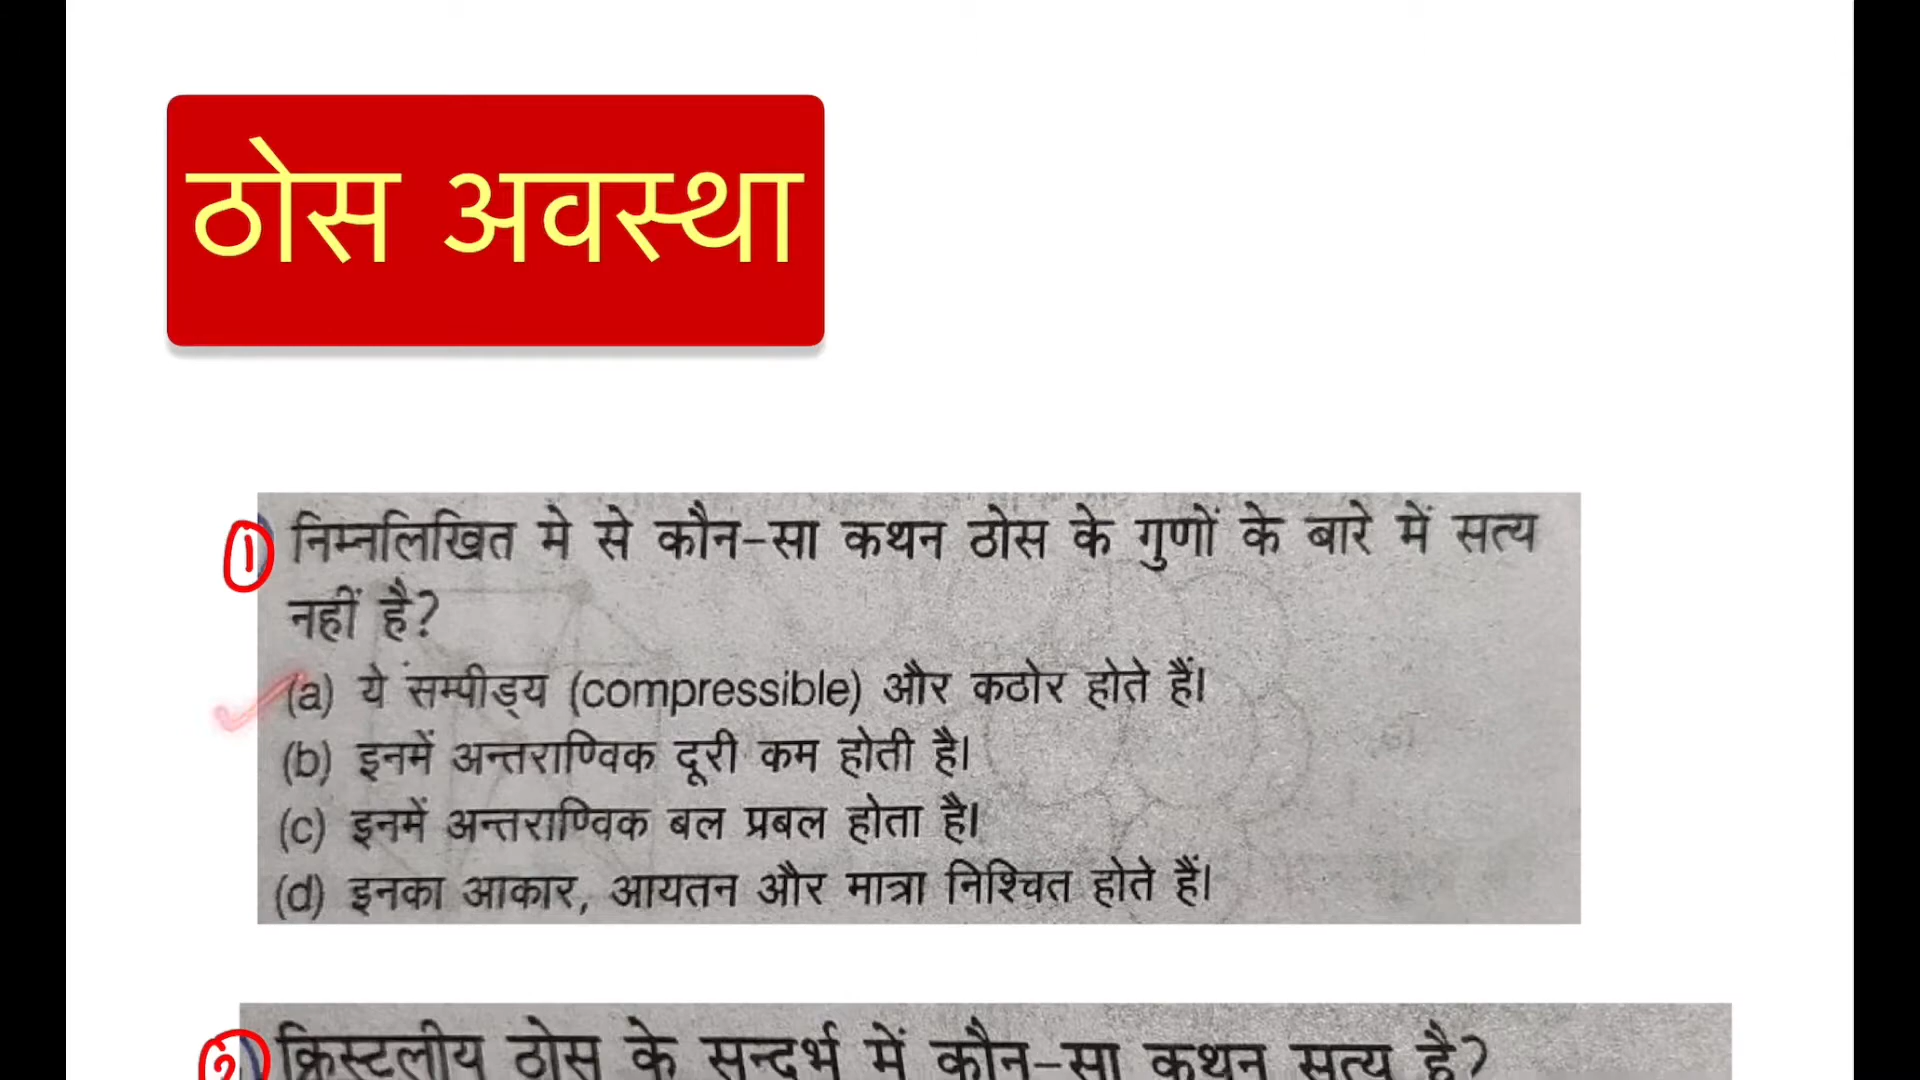 ठोस अवस्था
① निम्नलिखित मे से कौन-सा कथन ठोस के गुणों के बारे में सत्य
नहीं है?
(a) ये संम्पीड्य (compressible) और कठोर होते हैं।
(b) इनमें अन्तराण्विक दूरी कम होती है।
(c) इनमें अन्तराण्विक बल प्रबल होता है।
(d) इनका आकार, आयतन और मात्रा निश्चित होते हैं।
② क्रिस्टलीय ठोस के सन्दर्भ में कौन-सा कथन सत्य है?